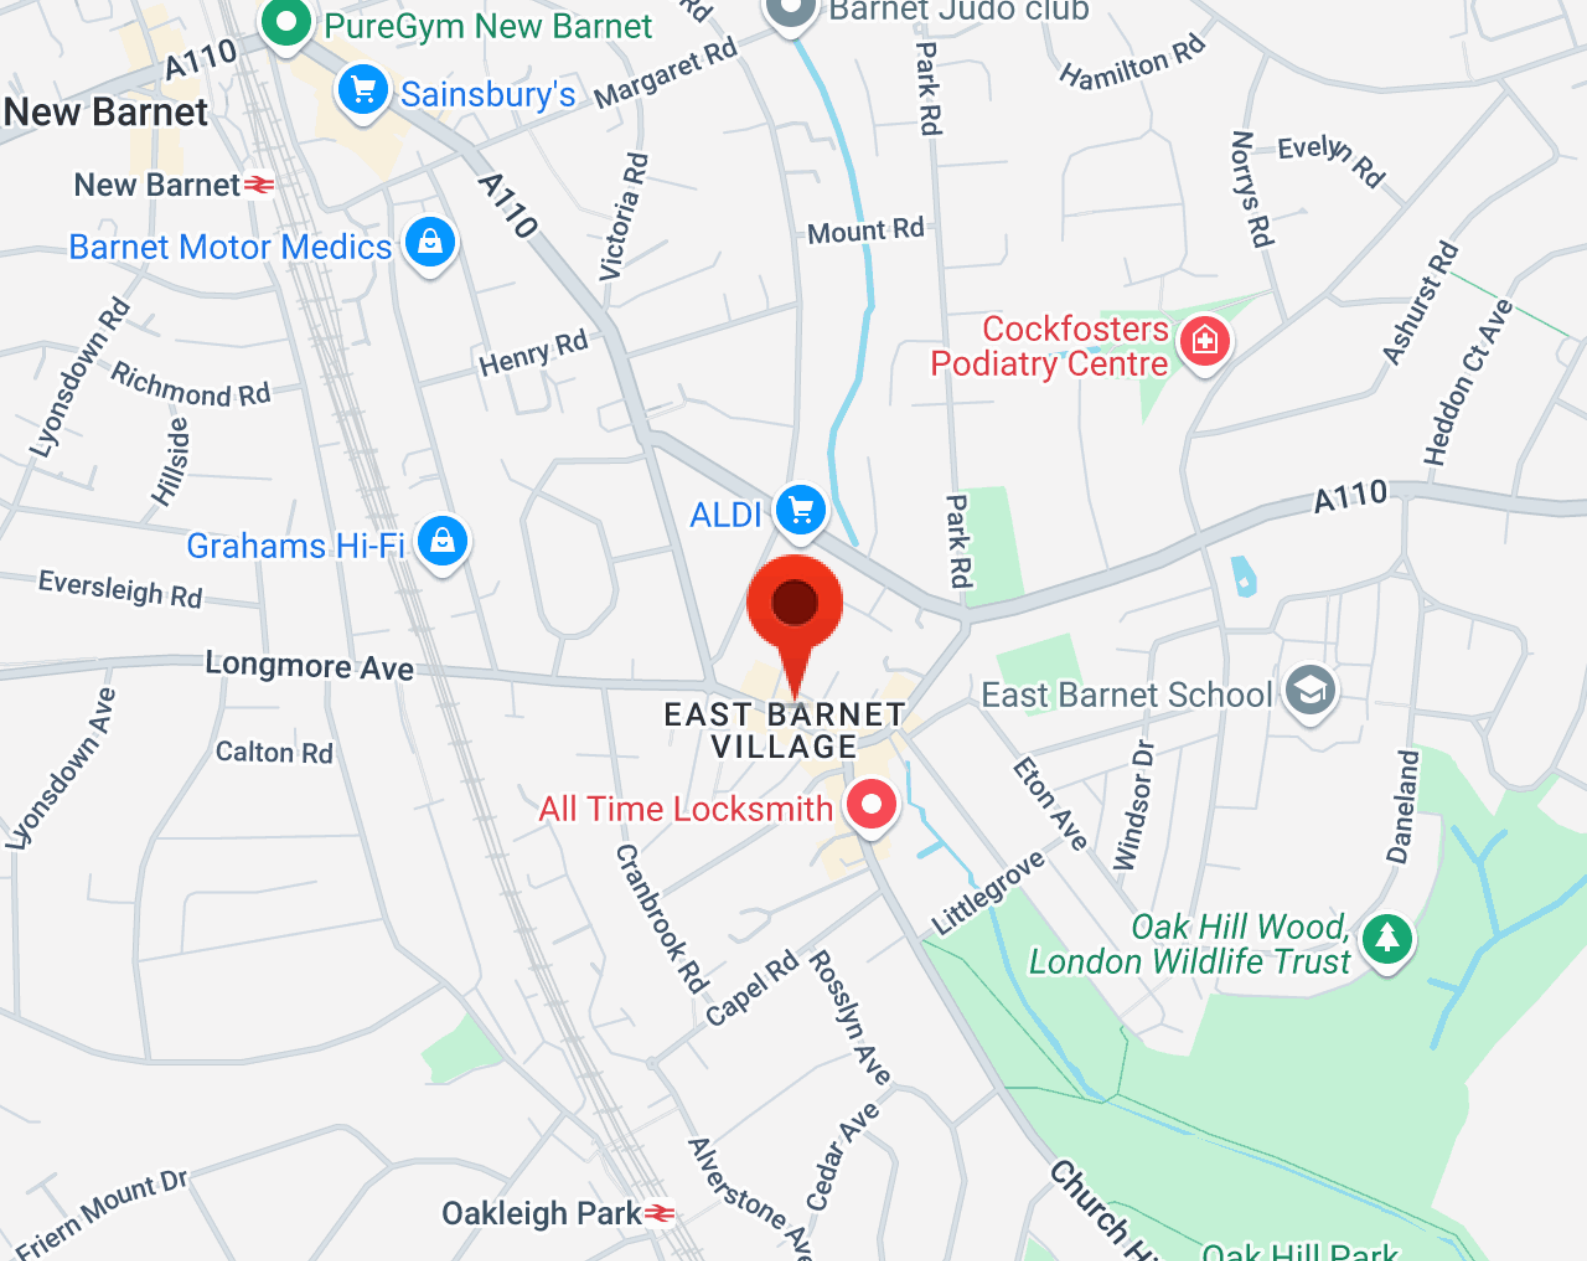 PureGym New Barnet
Rd
Barnet Judo club
A110
Sainsbury's
Margaret Rd
Park Rd
Hamilton Rd
New Barnet
New Barnet
A110
Victoria Rd
Norrys Rd
Evelyn Rd
Barnet Motor Medics
Mount Rd
Ashurst Rd
Lyonsdown Rd
Richmond Rd
Henry Rd
Cockfosters
Podiatry Centre
Heddon Ct Ave
Hillside
ALDI
Park Rd
A110
Grahams Hi-Fi
Eversleigh Rd
Longmore Ave
EAST BARNET
VILLAGE
East Barnet School
Lyonsdown Ave
Calton Rd
Eton Ave
Windsor Dr
Daneland
All Time Locksmith
Cranbrook Rd
Littlegrove
Oak Hill Wood,
London Wildlife Trust
Capel Rd
Rosslyn Ave
Cedar Ave
Alverstone Ave
Friern Mount Dr
Oakleigh Park
Church Hi
Oak Hill Park